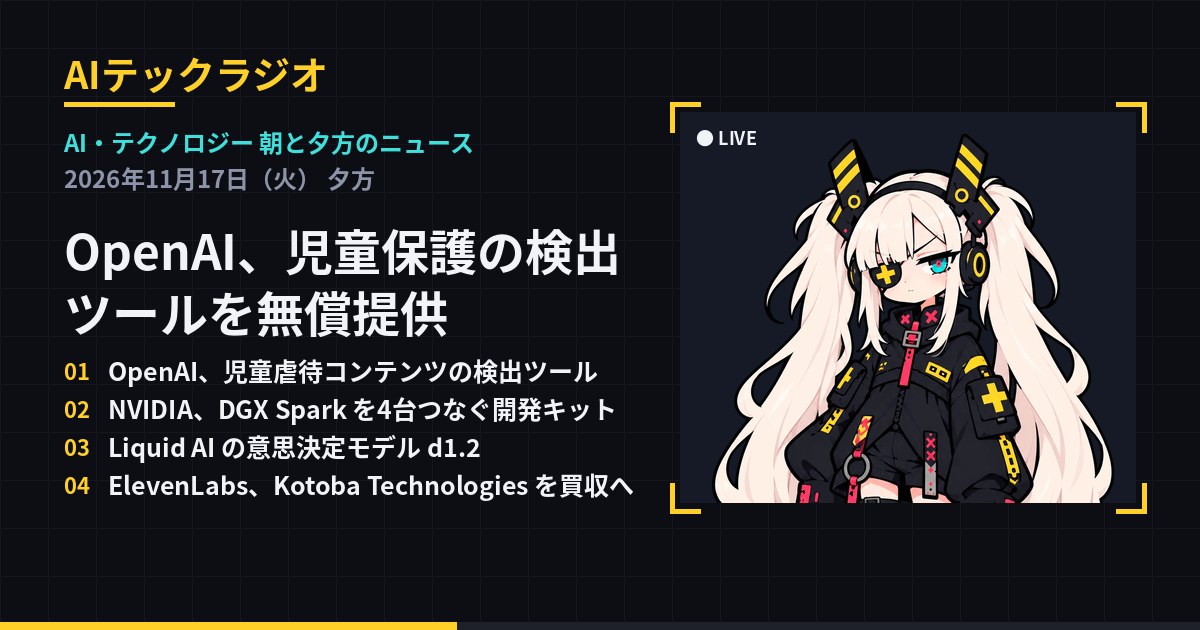 AIテックラジオ
AI・テクノロジー 朝と夕方のニュース
2026年11月17日（火） 夕方
OpenAI、児童保護の検出
ツールを無償提供
01 OpenAI、児童虐待コンテンツの検出ツール
02 NVIDIA、DGX Spark を4台つなぐ開発キット
03 Liquid AI の意思決定モデル d1.2
04 ElevenLabs、Kotoba Technologies を買収へ
LIVE